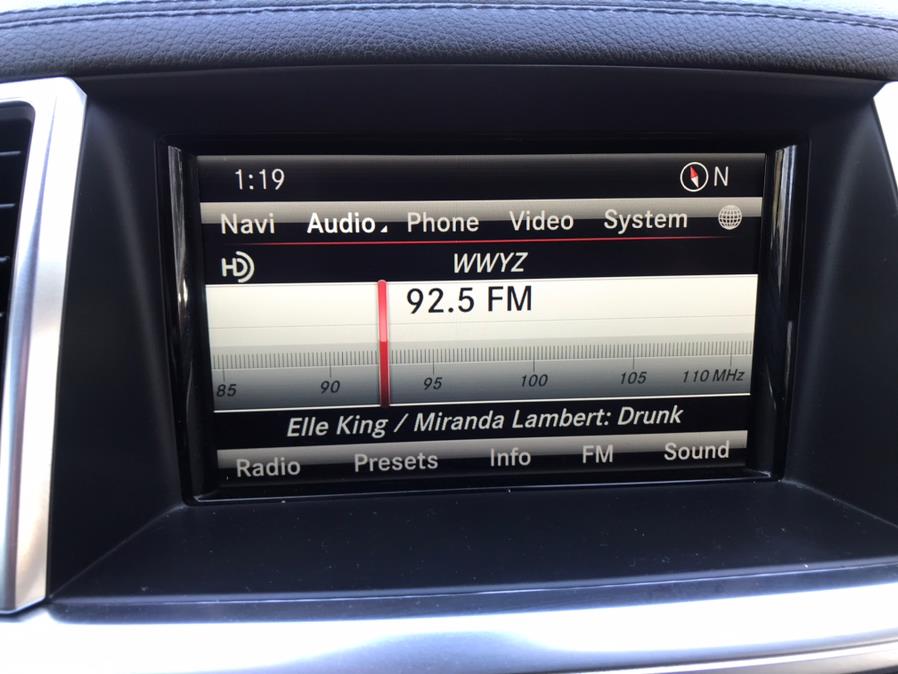 1:19 N
Navi Audio Phone Video System
HD WWYZ
92.5 FM
85 90 95 100 105 110 MHz
Elle King / Miranda Lambert: Drunk
Radio Presets Info FM Sound